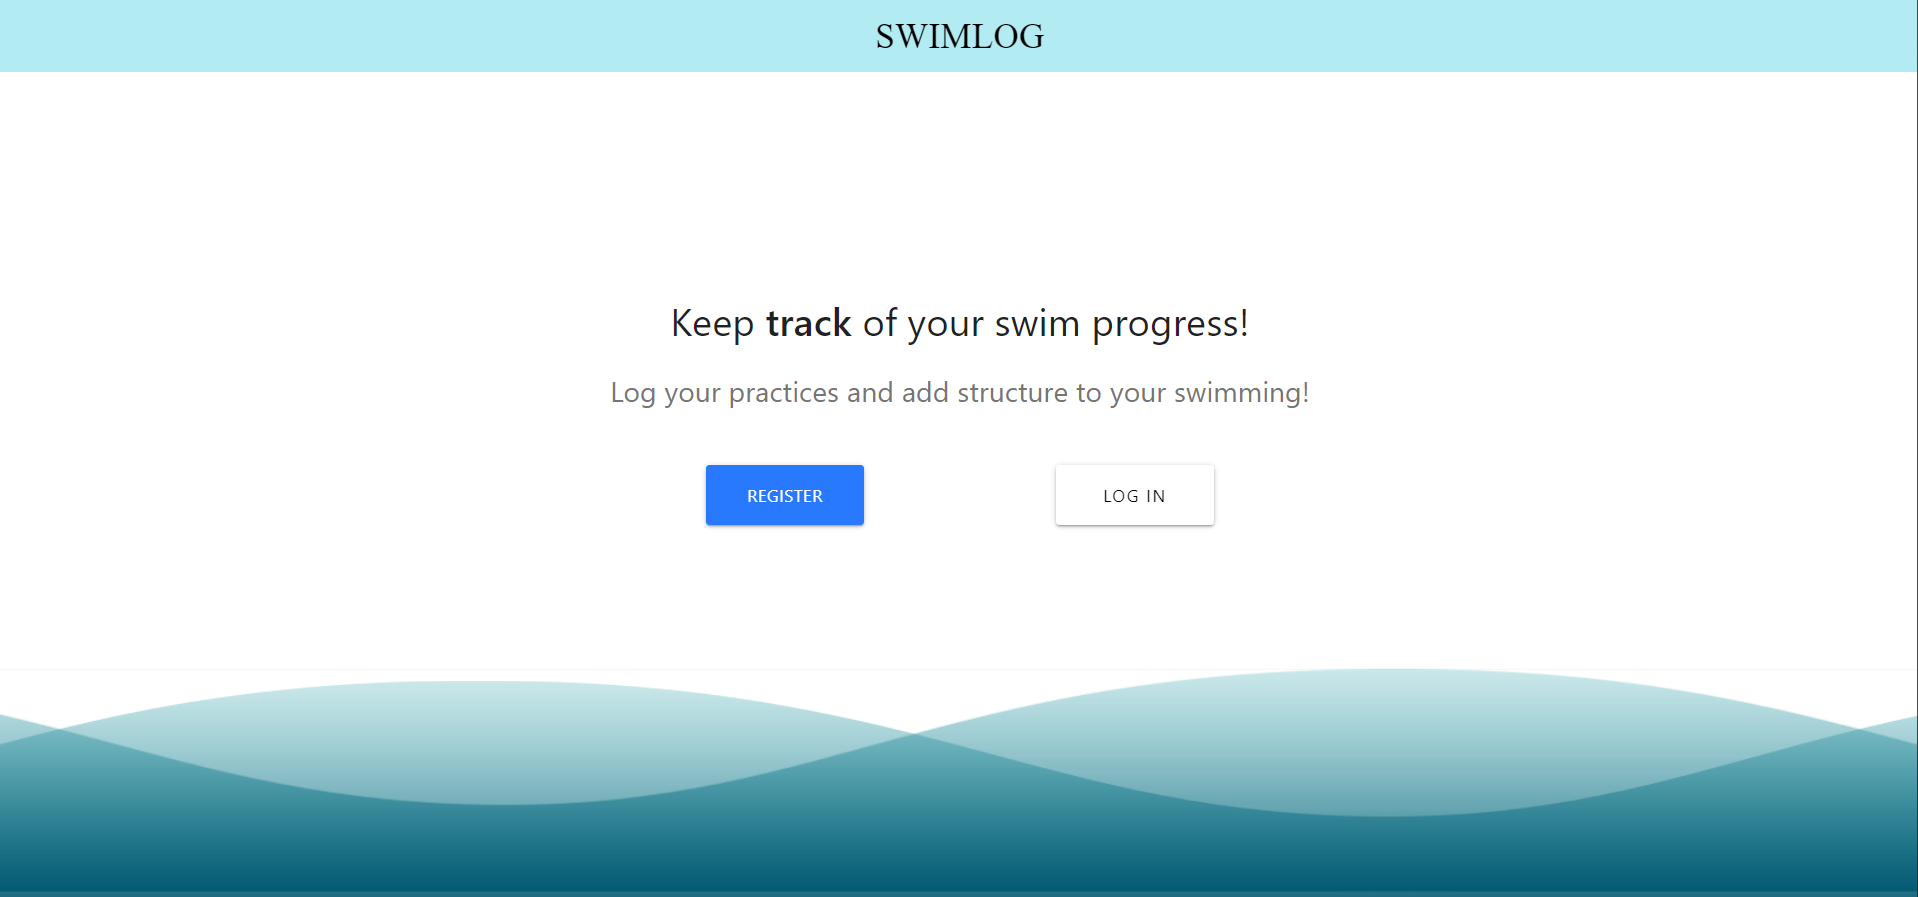 SWIMLOG
Keep track of your swim progress!
Log your practices and add structure to your swimming!
REGISTER
LOG IN